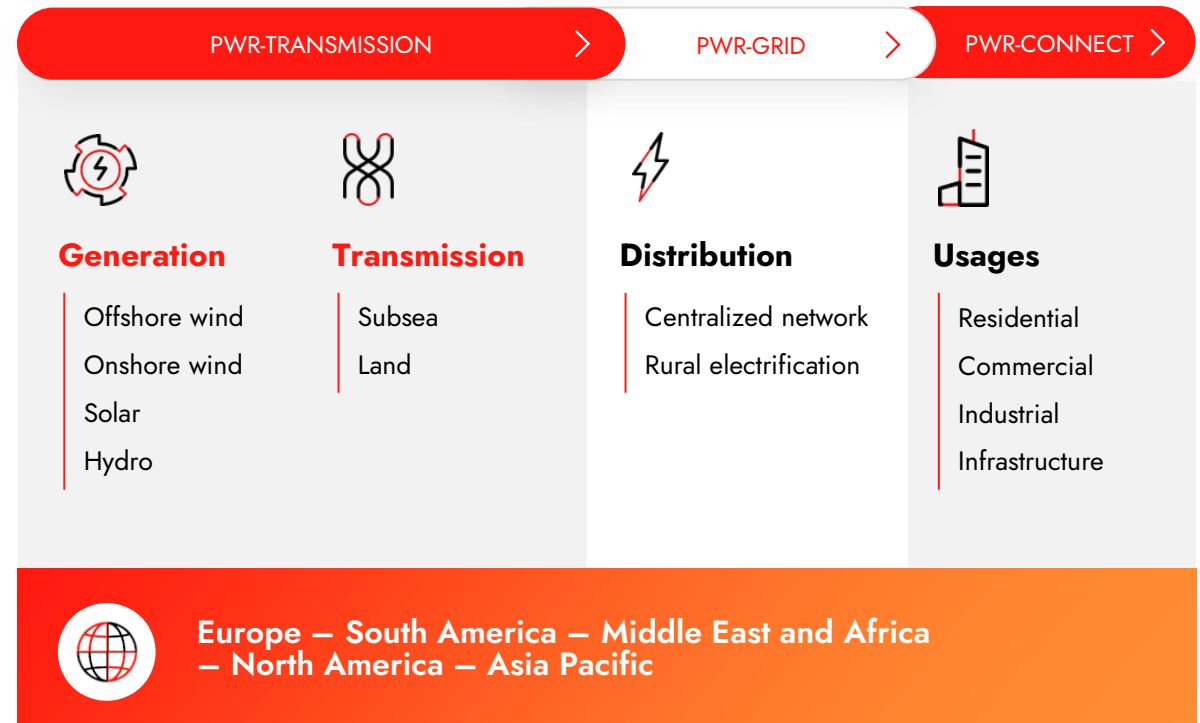 PWR-TRANSMISSION
PWR-GRID
PWR-CONNECT
Generation
Offshore wind
Onshore wind
Solar
Hydro
Transmission
Subsea
Land
Distribution
Centralized network
Rural electrification
Usages
Residential
Commercial
Industrial
Infrastructure
Europe – South America – Middle East and Africa
– North America – Asia Pacific